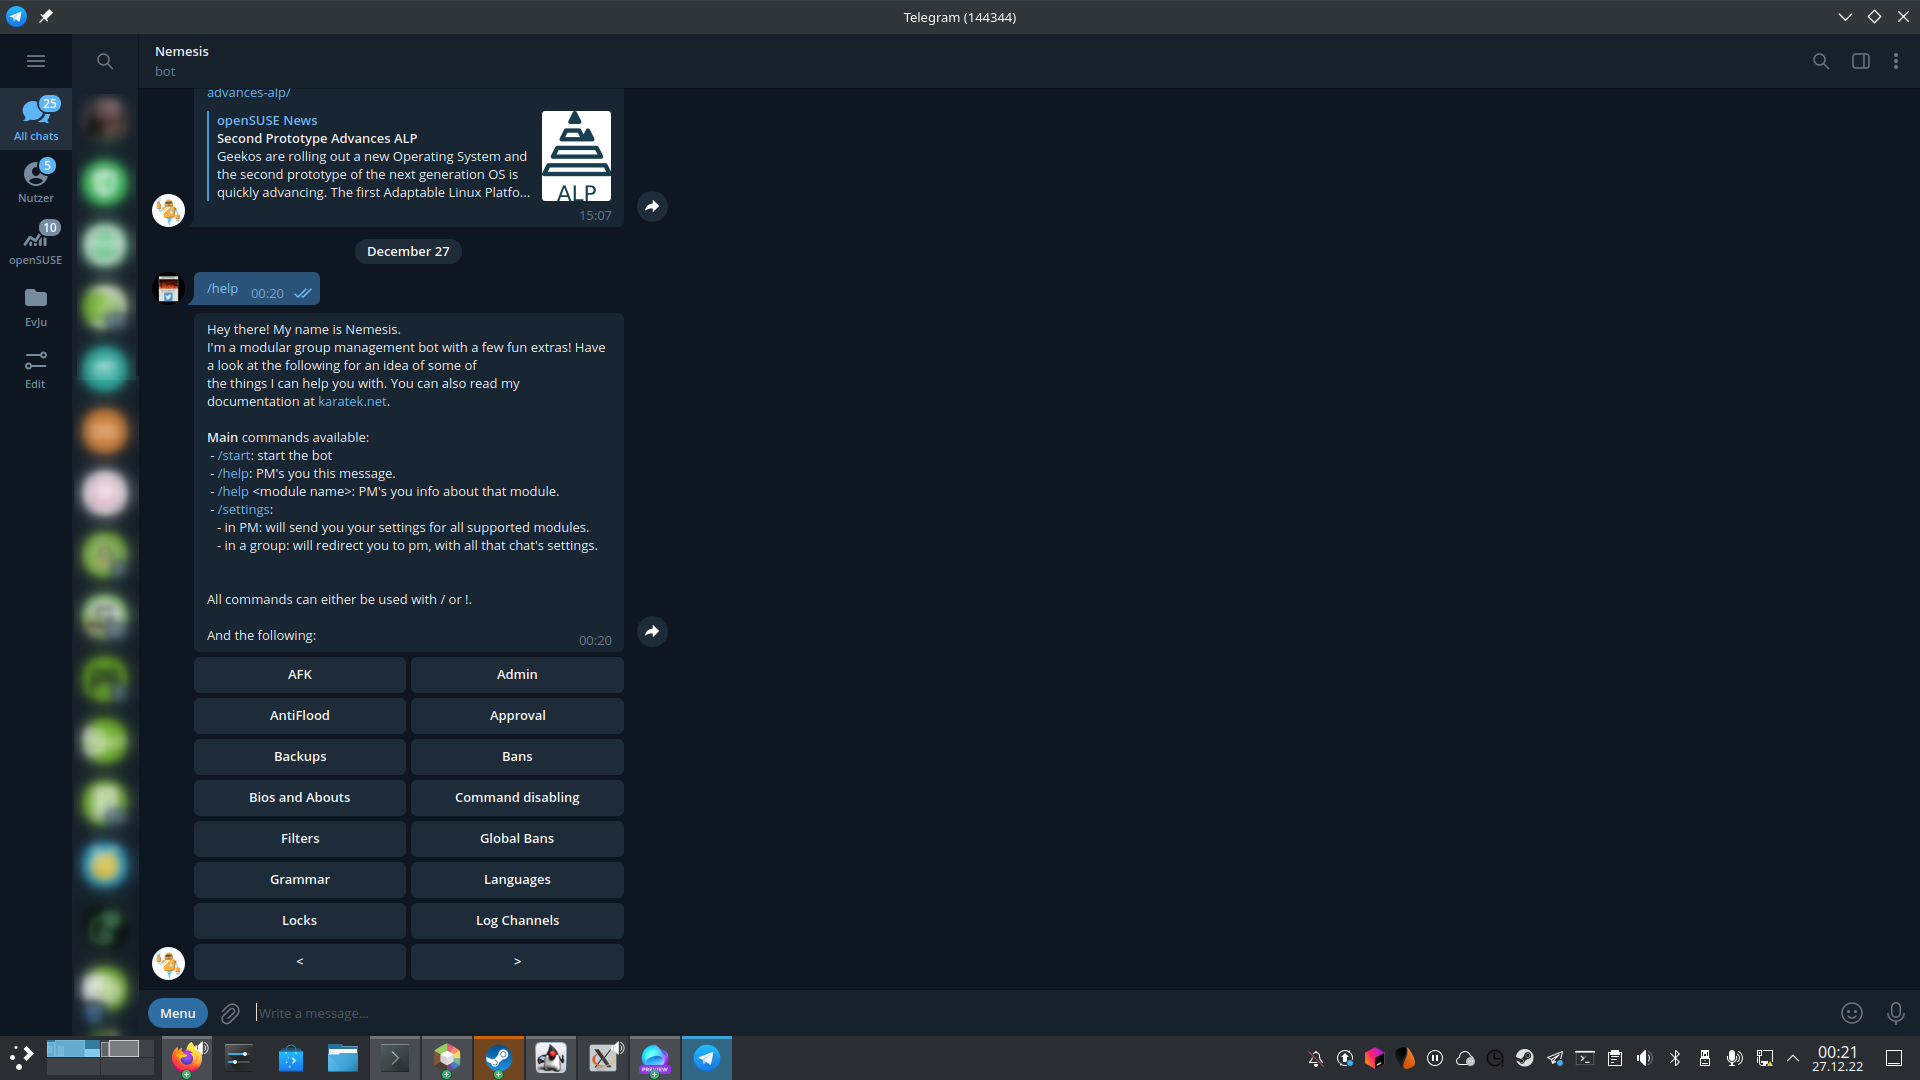 Telegram (144344)
Nemesis
bot
25
All chats
5
Nutzer
10
openSUSE
EvJu
Edit
advances-alp/
openSUSE News
Second Prototype Advances ALP
Geekos are rolling out a new Operating System and
the second prototype of the next generation OS is
quickly advancing. The first Adaptable Linux Platfo...
ALP
15:07
December 27
/help 00:20
Hey there! My name is Nemesis.
I'm a modular group management bot with a few fun extras! Have
a look at the following for an idea of some of
the things I can help you with. You can also read my
documentation at karatek.net.
Main commands available:
- /start: start the bot
- /help: PM's you this message.
- /help <module name>: PM's you info about that module.
- /settings:
- in PM: will send you your settings for all supported modules.
- in a group: will redirect you to pm, with all that chat's settings.
All commands can either be used with / or !.
And the following:
00:20
AFK Admin
AntiFlood Approval
Backups Bans
Bios and Abouts Command disabling
Filters Global Bans
Grammar Languages
Locks Log Channels
< >
Menu Write a message...
PREVIEW
00:21
27.12.22